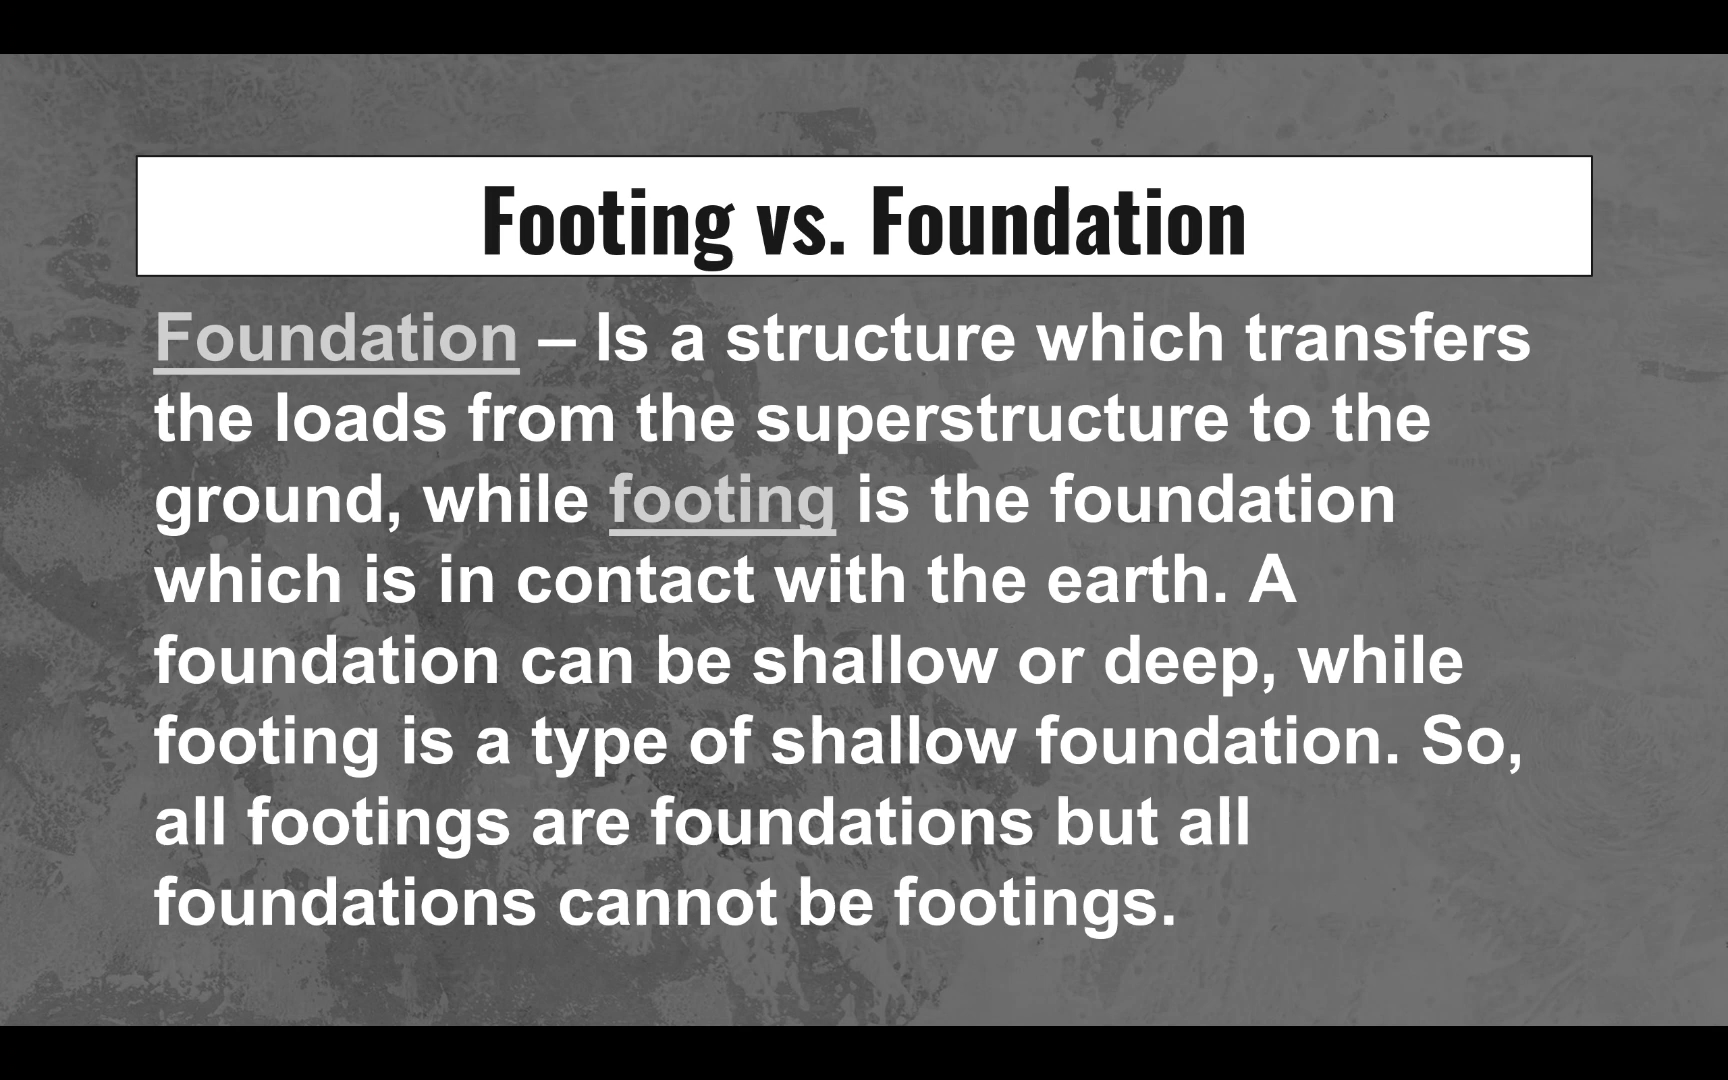 Footing vs. Foundation
Foundation – Is a structure which transfers
the loads from the superstructure to the
ground, while footing is the foundation
which is in contact with the earth. A
foundation can be shallow or deep, while
footing is a type of shallow foundation. So,
all footings are foundations but all
foundations cannot be footings.